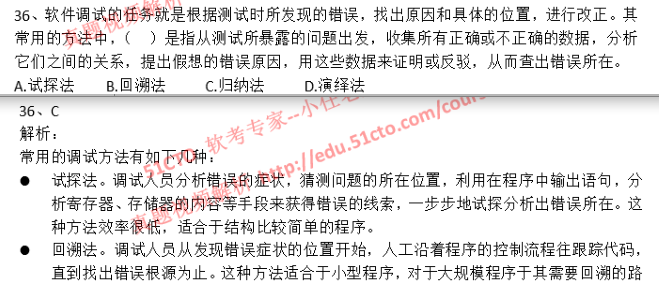 36、软件调试的任务就是根据测试时所发现的错误，找出原因和具体的位置，进行改正。其
常用的方法中，（　）是指从测试所暴露的问题出发，收集所有正确或不正确的数据，分析
它们之间的关系，提出假想的错误原因，用这些数据来证明或反驳，从而查出错误所在。
A.试探法 B.回溯法 C.归纳法 D.演绎法
36、C
解析：
常用的调试方法有如下几种：
● 试探法。调试人员分析错误的症状，猜测问题的所在位置，利用在程序中输出语句，分
析寄存器、存储器的内容等手段来获得错误的线索，一步步地试探分析出错误所在。这
种方法效率很低，适合于结构比较简单的程序。
● 回溯法。调试人员从发现错误症状的位置开始，人工沿着程序的控制流程往跟踪代码，
直到找出错误根源为止。这种方法适合于小型程序，对于大规模程序于其需要回溯的路
真题视频解析
51CTO 软考专家--小任老
真题视频解析 http://edu.51cto.com/cour